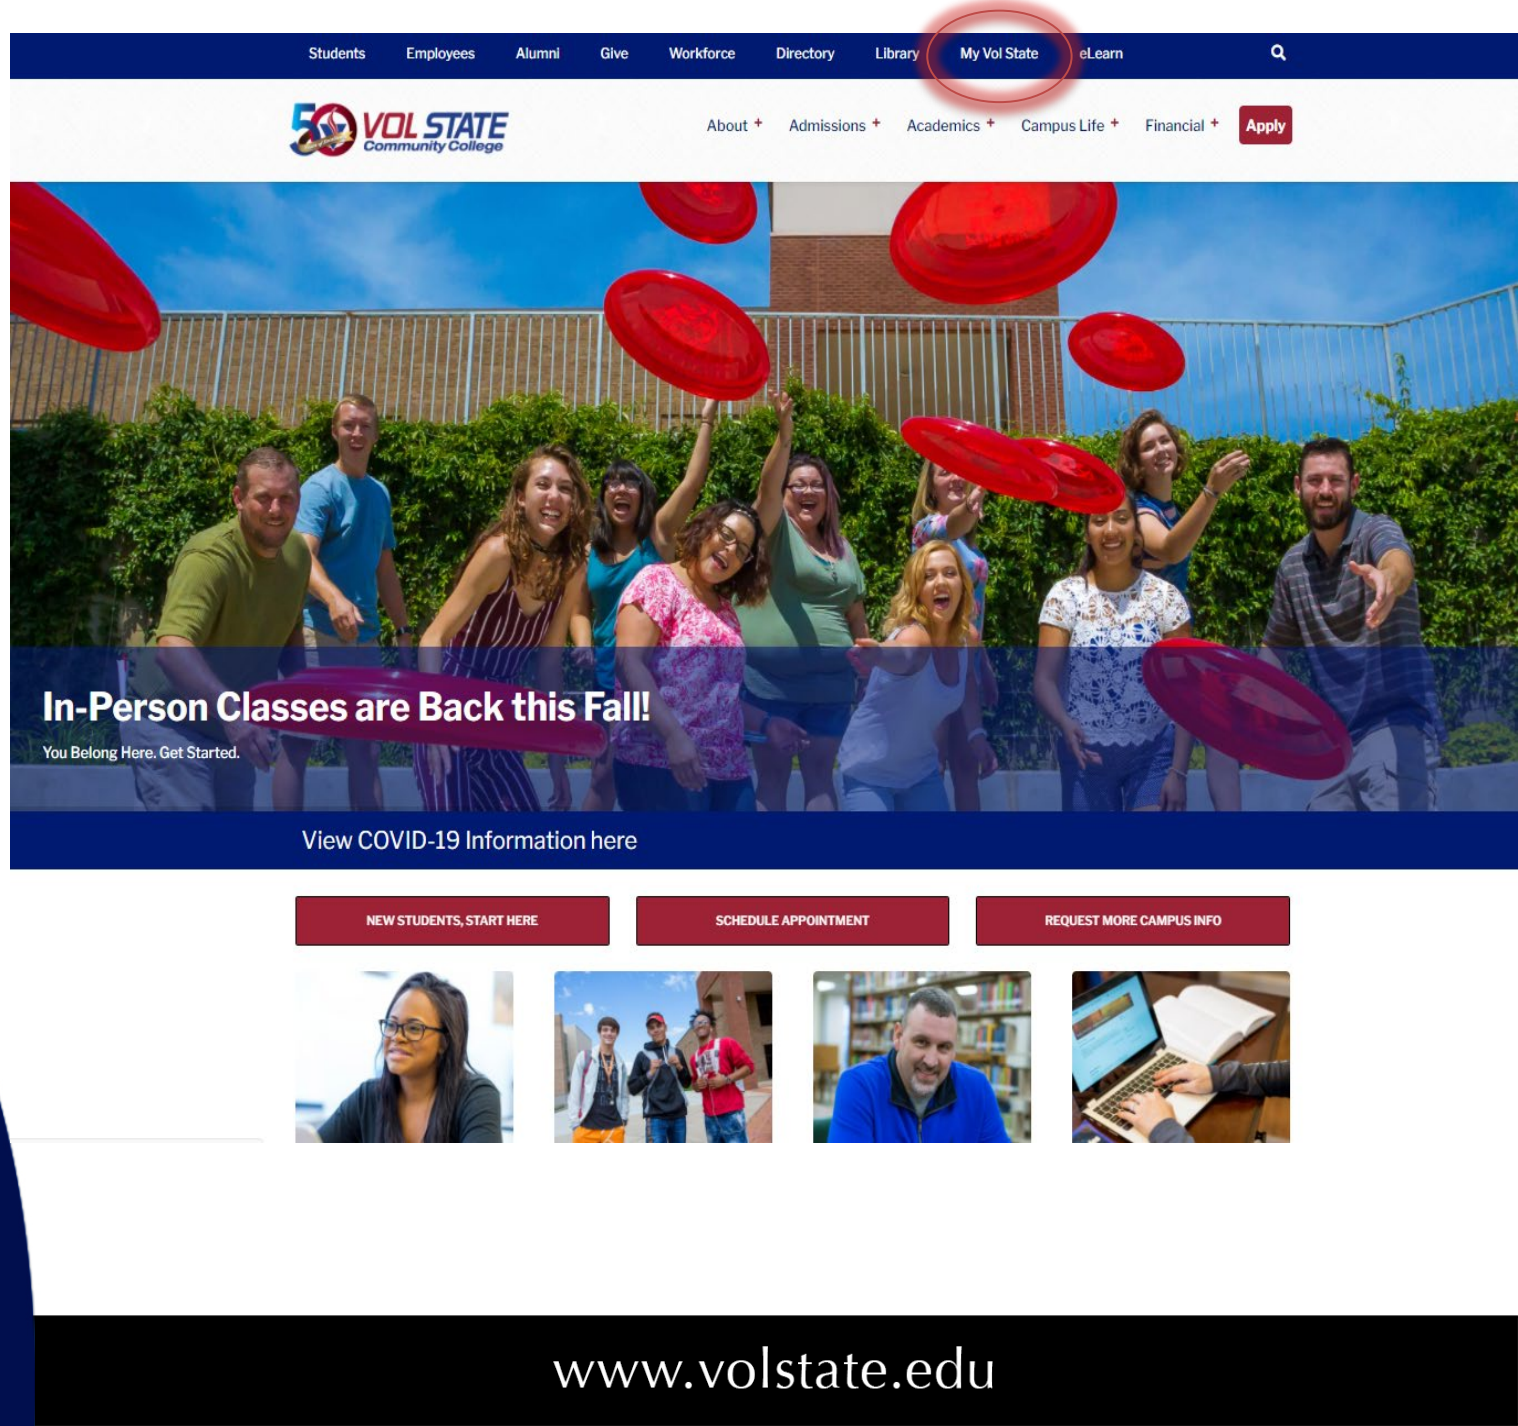 Students Employees Alumni Give Workforce Directory Library My Vol State eLearn
50 VOL STATE
Community College
About + Admissions + Academics + Campus Life + Financial + Apply
In-Person Classes are Back this Fall!
You Belong Here. Get Started.
View COVID-19 Information here
NEW STUDENTS, START HERE SCHEDULE APPOINTMENT REQUEST MORE CAMPUS INFO
www.volstate.edu